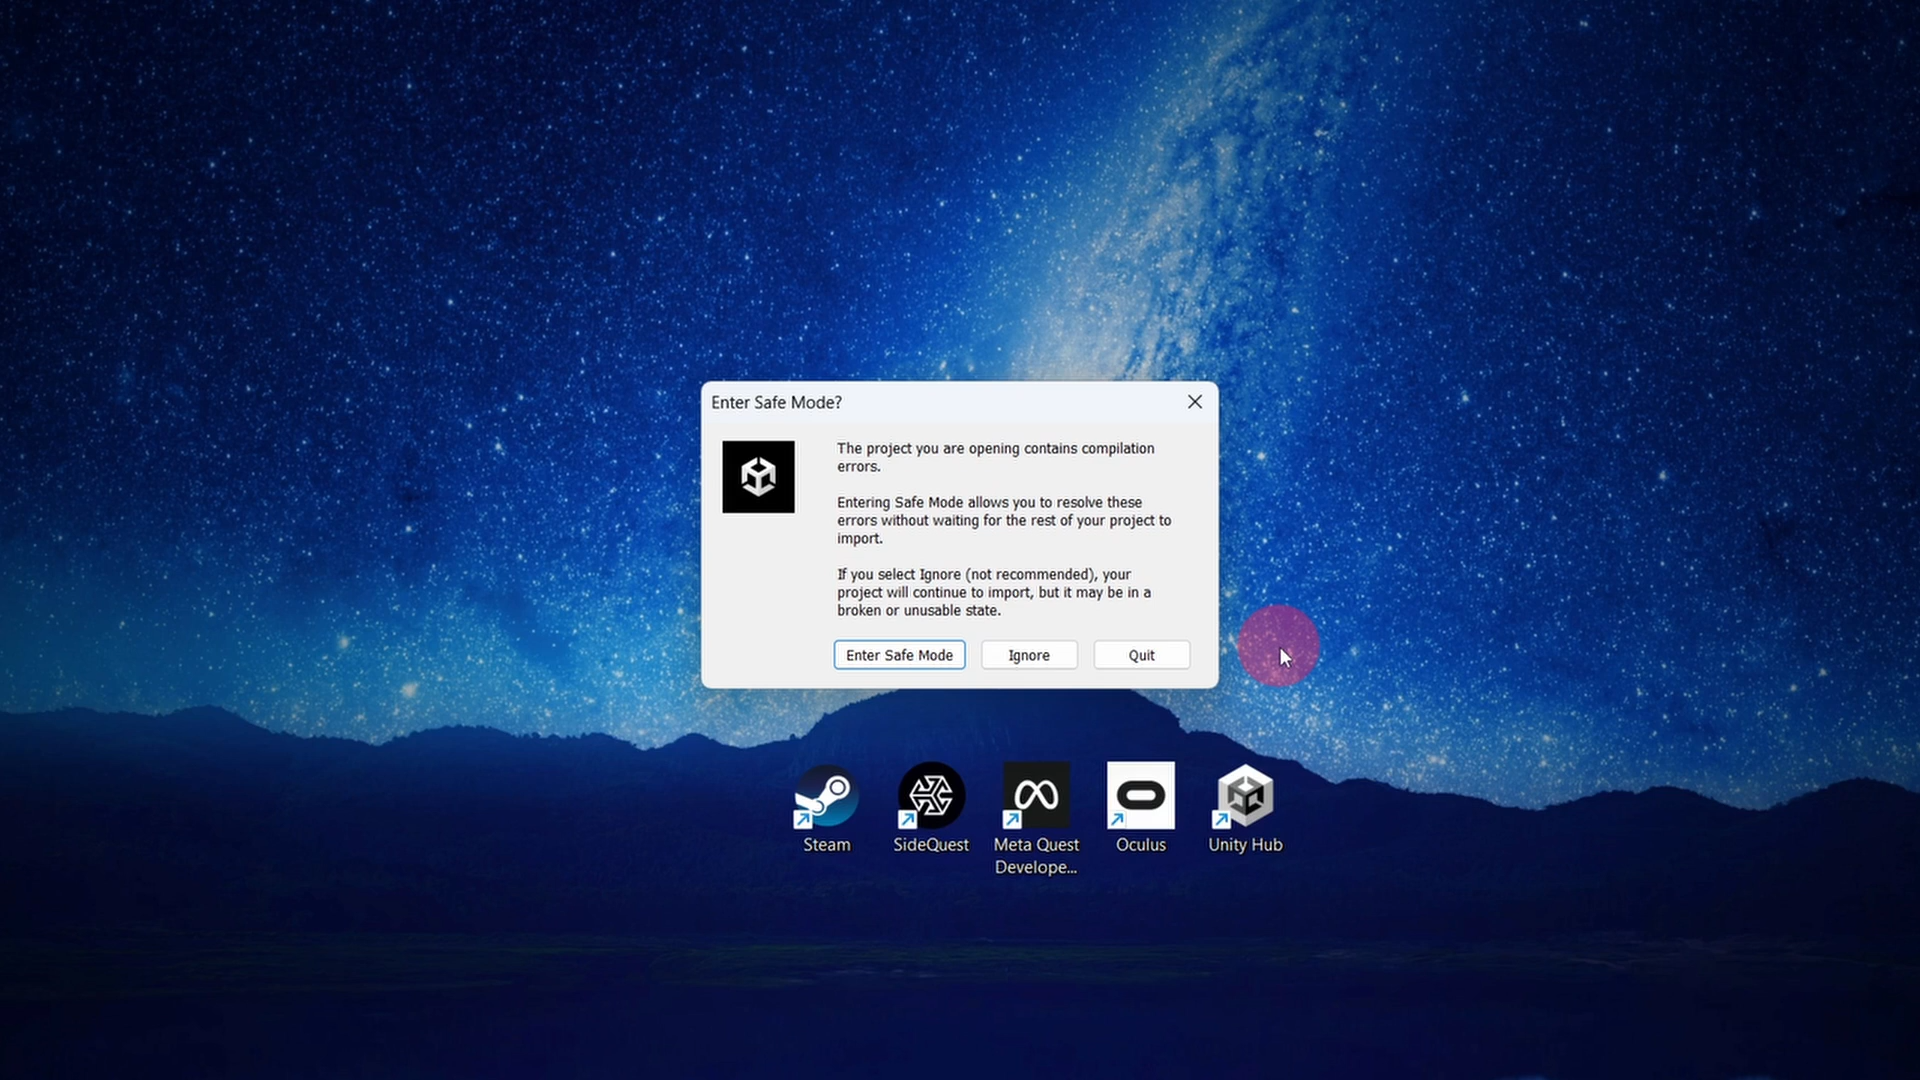 Enter Safe Mode?
The project you are opening contains compilation
errors.
Entering Safe Mode allows you to resolve these
errors without waiting for the rest of your project to
import.
If you select Ignore (not recommended), your
project will continue to import, but it may be in a
broken or unusable state.
Enter Safe Mode
Ignore
Quit
Steam
SideQuest
Meta Quest
Develope...
Oculus
Unity Hub